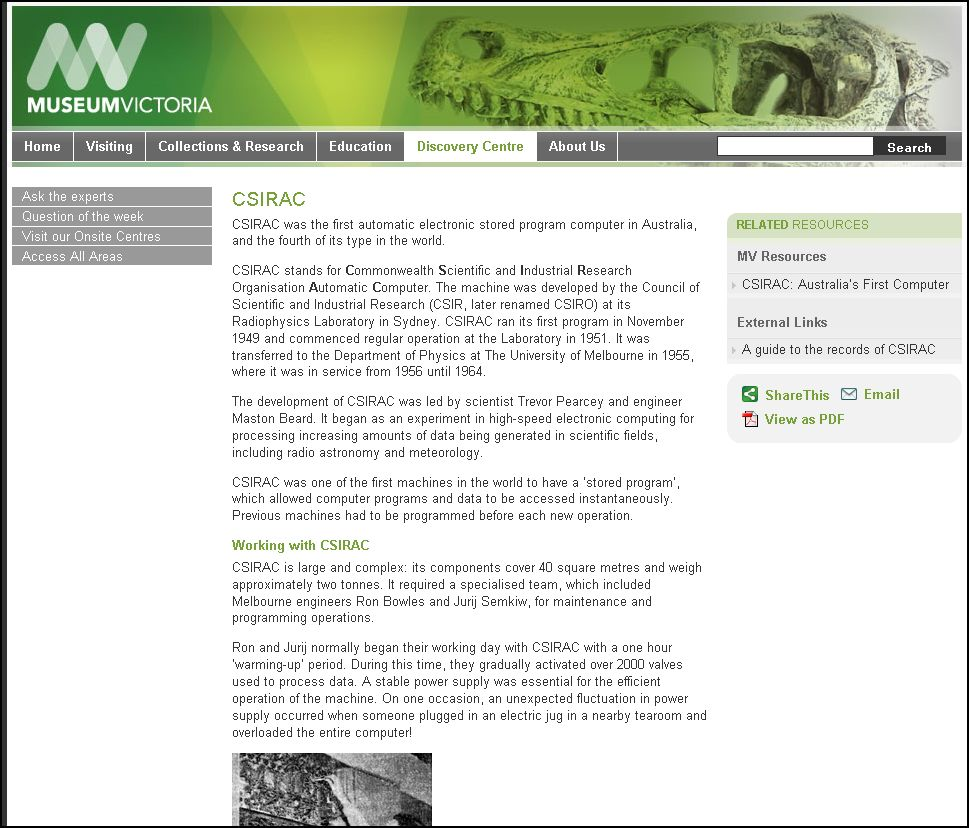 MUSEUMVICTORIA
Home Visiting Collections & Research Education Discovery Centre About Us Search
Ask the experts
Question of the week
Visit our Onsite Centres
Access All Areas
CSIRAC
CSIRAC was the first automatic electronic stored program computer in Australia,
and the fourth of its type in the world.
CSIRAC stands for Commonwealth Scientific and Industrial Research
Organisation Automatic Computer. The machine was developed by the Council of
Scientific and Industrial Research (CSIR, later renamed CSIRO) at its
Radiophysics Laboratory in Sydney. CSIRAC ran its first program in November
1949 and commenced regular operation at the Laboratory in 1951. It was
transferred to the Department of Physics at The University of Melbourne in 1955,
where it was in service from 1956 until 1964.
The development of CSIRAC was led by scientist Trevor Pearcey and engineer
Maston Beard. It began as an experiment in high-speed electronic computing for
processing increasing amounts of data being generated in scientific fields,
including radio astronomy and meteorology.
CSIRAC was one of the first machines in the world to have a 'stored program',
which allowed computer programs and data to be accessed instantaneously.
Previous machines had to be programmed before each new operation.
Working with CSIRAC
CSIRAC is large and complex: its components cover 40 square metres and weigh
approximately two tonnes. It required a specialised team, which included
Melbourne engineers Ron Bowles and Jurij Semkiw, for maintenance and
programming operations.
Ron and Jurij normally began their working day with CSIRAC with a one hour
'warming-up' period. During this time, they gradually activated over 2000 valves
used to process data. A stable power supply was essential for the efficient
operation of the machine. On one occasion, an unexpected fluctuation in power
supply occurred when someone plugged in an electric jug in a nearby tearoom and
overloaded the entire computer!
RELATED RESOURCES
MV Resources
CSIRAC: Australia's First Computer
External Links
A guide to the records of CSIRAC
ShareThis Email
View as PDF